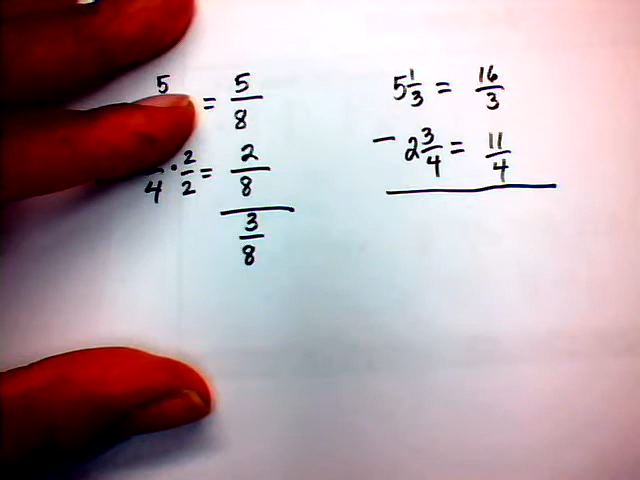 5 = 5/8
4 · 2/2 = 2/8
3/8
5 1/3 = 16/3
− 2 3/4 = 11/4